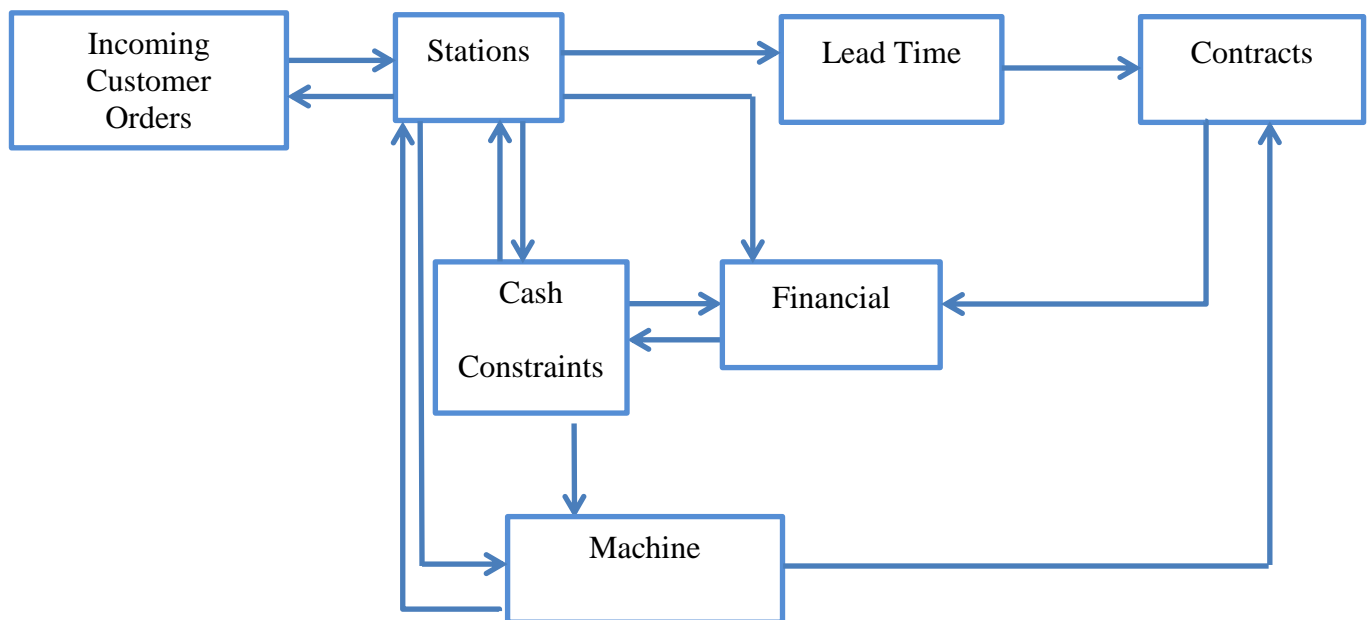 Incoming
Customer
Orders
Stations
Lead Time
Contracts
Cash
Constraints
Financial
Machine